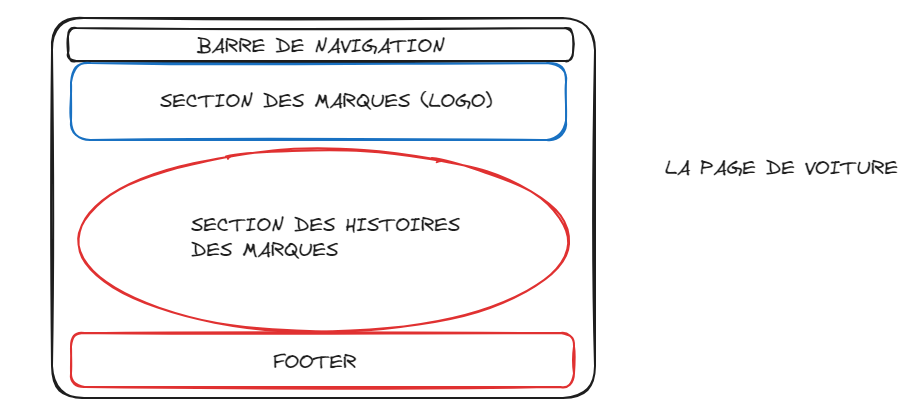 BARRE DE NAVIGATION
SECTION DES MARQUES (LOGO)
LA PAGE DE VOITURE
SECTION DES HISTOIRES
DES MARQUES
FOOTER